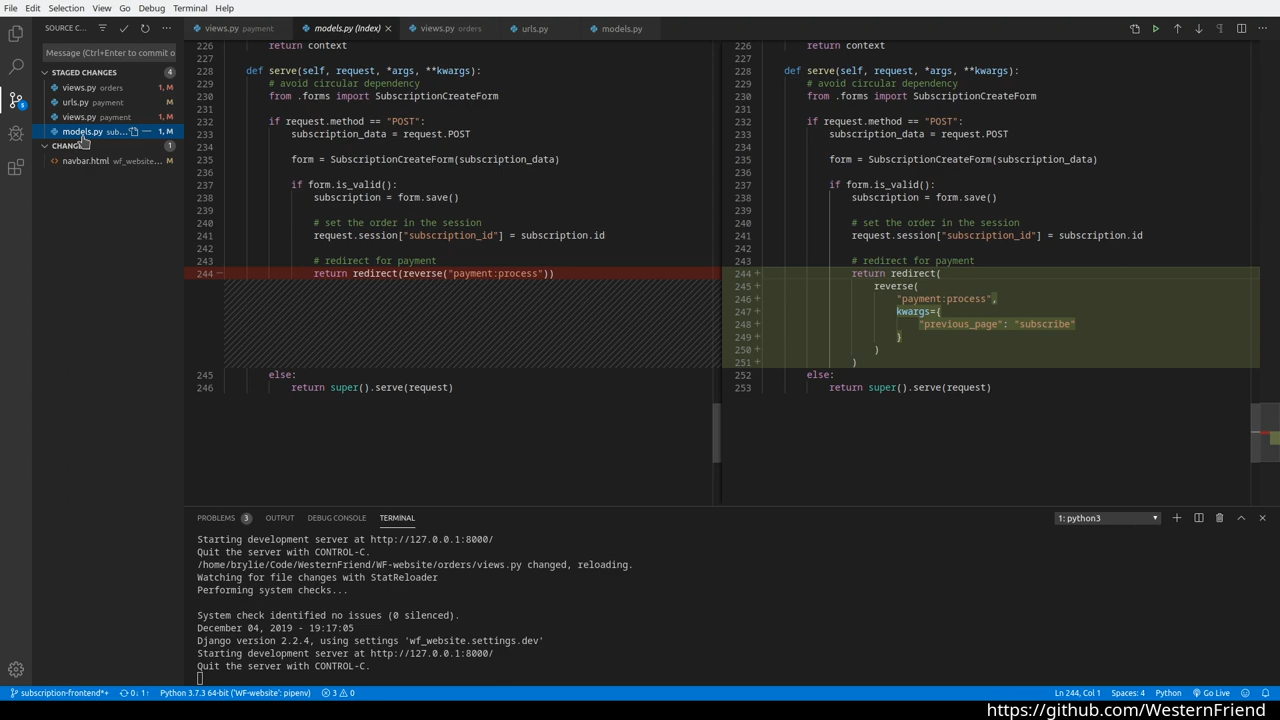 File Edit Selection View Go Debug Terminal Help
SOURCE C...
views.py payment
models.py (Index)
views.py orders
urls.py
models.py
Message (Ctrl+Enter to commit o
STAGED CHANGES 4
views.py orders 1, M
urls.py payment M
views.py payment 1, M
models.py sub... 1, M
1
navbar.html wf_website... M
5
226 return context
227
228 def serve(self, request, *args, **kwargs):
229 # avoid circular dependency
230 from .forms import SubscriptionCreateForm
231
232 if request.method == "POST":
233 subscription_data = request.POST
234
235 form = SubscriptionCreateForm(subscription_data)
236
237 if form.is_valid():
238 subscription = form.save()
239
240 # set the order in the session
241 request.session["subscription_id"] = subscription.id
242
243 # redirect for payment
244 − return redirect(reverse("payment:process"))
245 else:
246 return super().serve(request)
226 return context
227
228 def serve(self, request, *args, **kwargs):
229 # avoid circular dependency
230 from .forms import SubscriptionCreateForm
231
232 if request.method == "POST":
233 subscription_data = request.POST
234
235 form = SubscriptionCreateForm(subscription_data)
236
237 if form.is_valid():
238 subscription = form.save()
239
240 # set the order in the session
241 request.session["subscription_id"] = subscription.id
242
243 # redirect for payment
244 + return redirect(
245 + reverse(
246 + "payment:process",
247 + kwargs={
248 + "previous_page": "subscribe"
249 + }
250 + )
251 + )
252 else:
253 return super().serve(request)
PROBLEMS 3 OUTPUT DEBUG CONSOLE TERMINAL 1: python3
Starting development server at http://127.0.0.1:8000/
Quit the server with CONTROL-C.
/home/brylie/Code/WesternFriend/WF-website/orders/views.py changed, reloading.
Watching for file changes with StatReloader
Performing system checks...
System check identified no issues (0 silenced).
December 04, 2019 - 19:17:05
Django version 2.2.4, using settings 'wf_website.settings.dev'
Starting development server at http://127.0.0.1:8000/
Quit the server with CONTROL-C.
subscription-frontend*+ 0↓ 1↑ Python 3.7.3 64-bit ('WF-website': pipenv) 3 0 Ln 244, Col 1 Spaces: 4 Python Go Live
https://github.com/WesternFriend